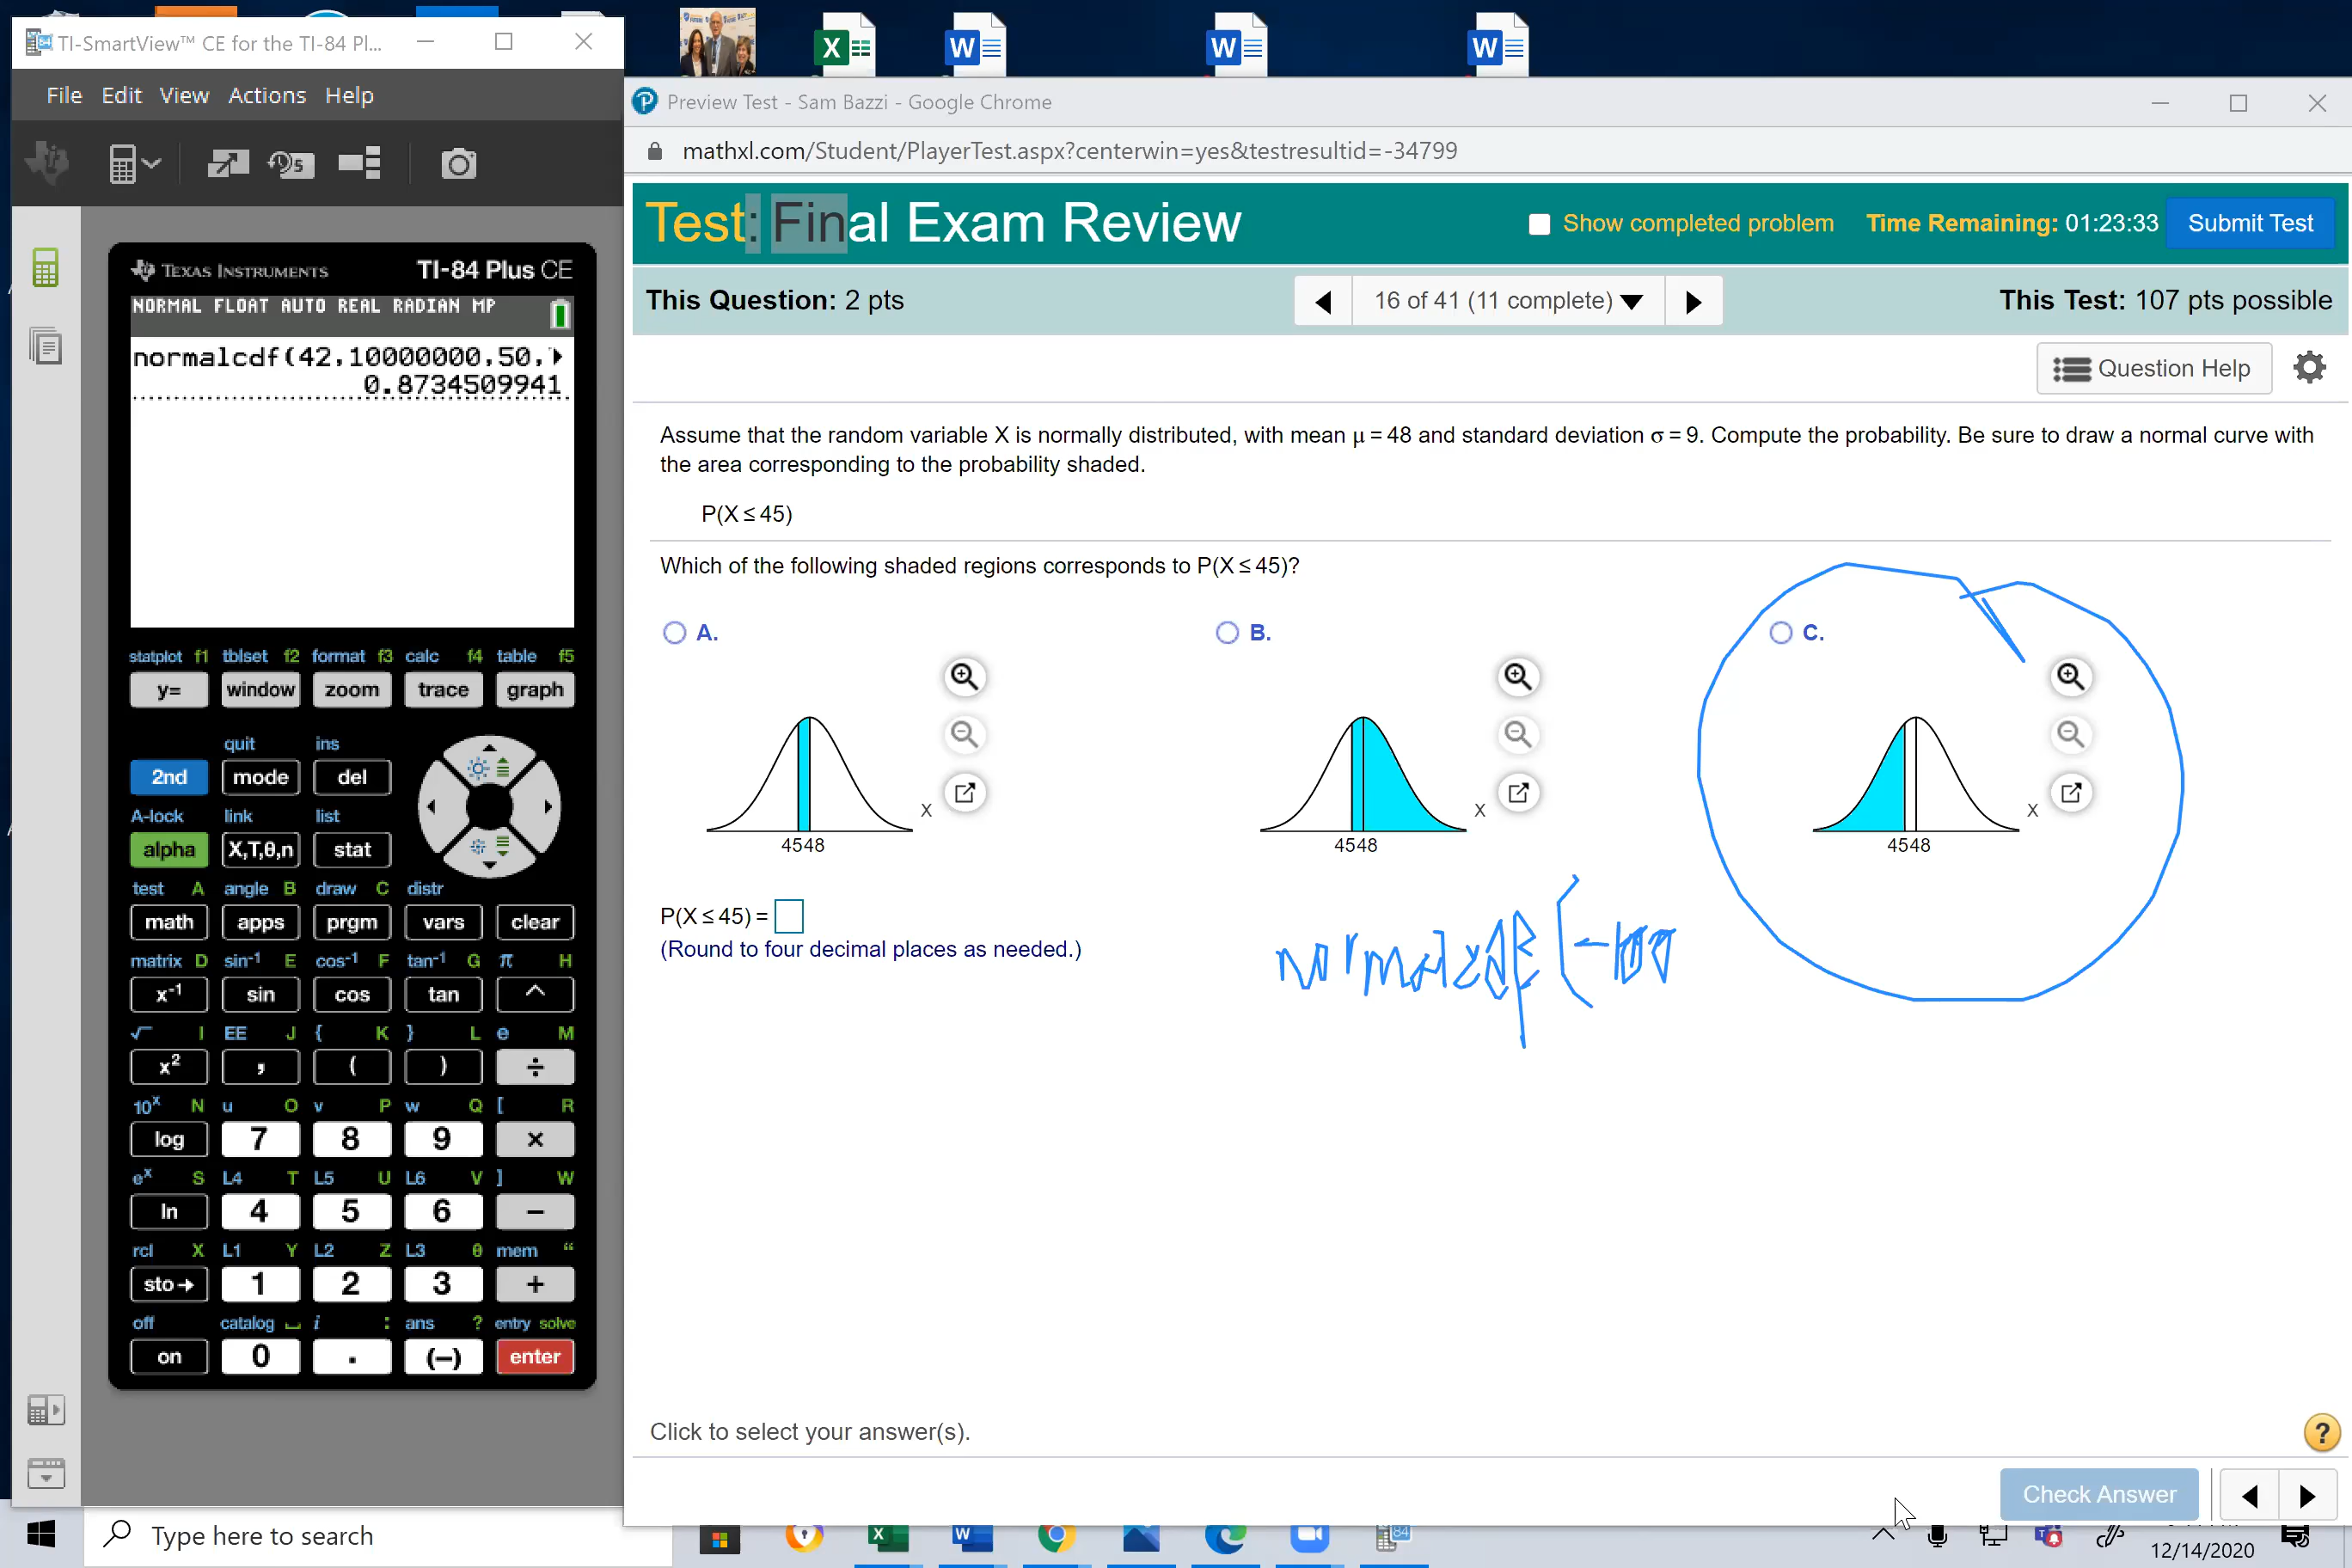 TI-SmartView™ CE for the TI-84 Pl...
File Edit View Actions Help
TEXAS INSTRUMENTS TI-84 Plus CE
NORMAL FLOAT AUTO REAL RADIAN MP
normalcdf(42,10000000,50,
0.8734509941
statplot f1 tblset f2 format f3 calc f4 table f5
y= window zoom trace graph
quit ins
2nd mode del
A-lock link list
alpha X,T,θ,n stat
test A angle B draw C distr
math apps prgm vars clear
matrix D sin⁻¹ E cos⁻¹ F tan⁻¹ G π H
x⁻¹ sin cos tan ^
√ I EE J { K } L e M
x² , ( ) ÷
10ˣ N u O v P w Q [ R
log 7 8 9 ×
eˣ S L4 T L5 U L6 V ] W
ln 4 5 6 −
rcl X L1 Y L2 Z L3 θ mem “
sto→ 1 2 3 +
off catalog i : ans ? entry solve
on 0 . (−) enter
Preview Test - Sam Bazzi - Google Chrome
mathxl.com/Student/PlayerTest.aspx?centerwin=yes&testresultid=-34799
Test: Final Exam Review
Show completed problem Time Remaining: 01:23:33 Submit Test
This Question: 2 pts 16 of 41 (11 complete) This Test: 107 pts possible
Question Help
Assume that the random variable X is normally distributed, with mean μ = 48 and standard deviation σ = 9. Compute the probability. Be sure to draw a normal curve with
the area corresponding to the probability shaded.
P(X ≤ 45)
Which of the following shaded regions corresponds to P(X ≤ 45)?
A. B. C.
X X X
4548 4548 4548
P(X ≤ 45) =
(Round to four decimal places as needed.)
normalcdf(-100
Click to select your answer(s).
?
Check Answer
Type here to search
12/14/2020